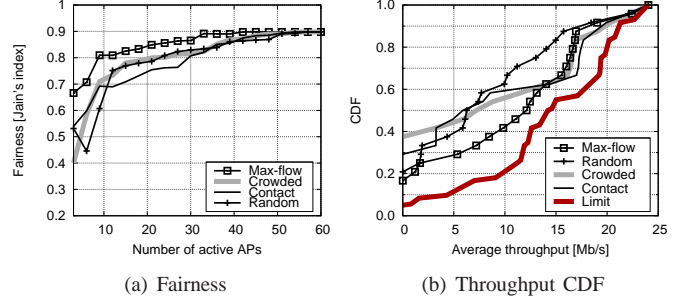 Fairness [Jain's index]
1
0.9
0.8
0.7
0.6
0.5
0.4
0.3
0.2
0
10
20
30
40
50
60
Number of active APs
Max-flow
Crowded
Contact
Random
(a) Fairness
CDF
1.0
0.8
0.6
0.4
0.2
0.0
0
5
10
15
20
25
Average throughput [Mb/s]
Max-flow
Random
Crowded
Contact
Limit
(b) Throughput CDF